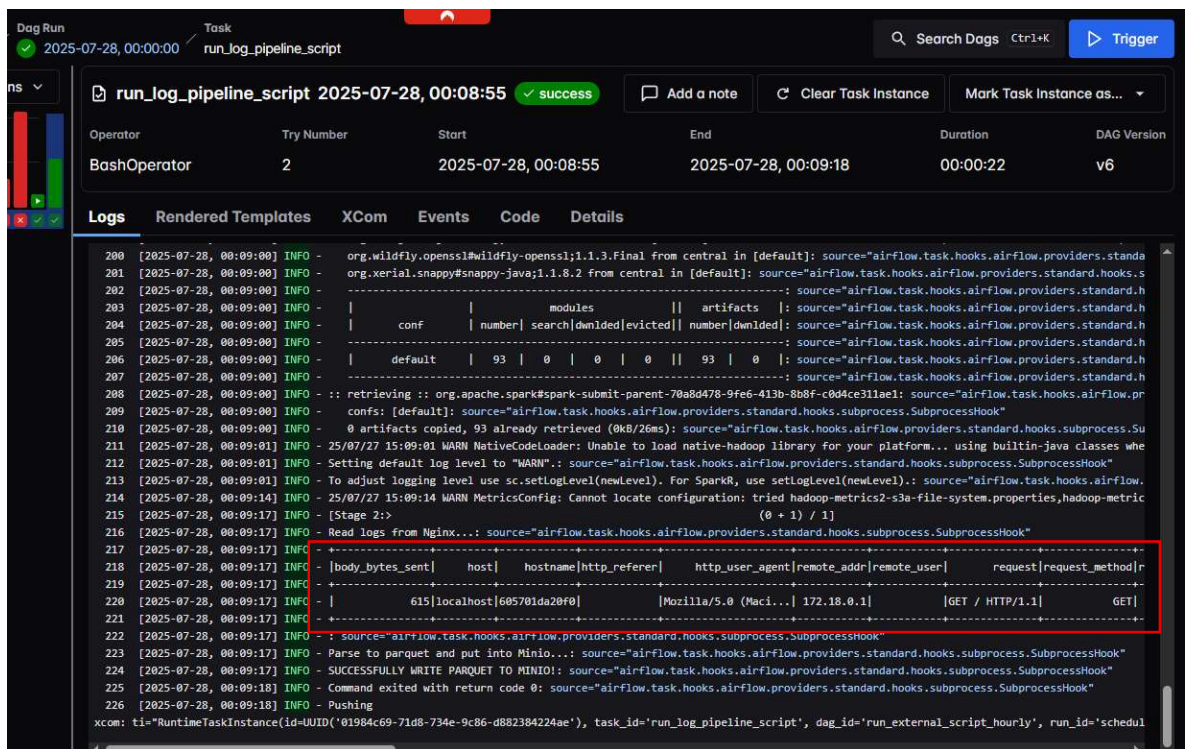 Dag Run
2025-07-28, 00:00:00 / Task
run_log_pipeline_script
Search Dags Ctrl+K
Trigger
ns
run_log_pipeline_script 2025-07-28, 00:08:55 success
Add a note
Clear Task Instance
Mark Task Instance as...
Operator Try Number Start End Duration DAG Version
BashOperator 2 2025-07-28, 00:08:55 2025-07-28, 00:09:18 00:00:22 v6
Logs Rendered Templates XCom Events Code Details
200 [2025-07-28, 00:09:00] INFO - org.wildfly.openssl#wildfly-openssl;1.1.3.Final from central in [default]: source="airflow.task.hooks.airflow.providers.standa
201 [2025-07-28, 00:09:00] INFO - org.xerial.snappy#snappy-java;1.1.8.2 from central in [default]: source="airflow.task.hooks.airflow.providers.standard.hooks.s
202 [2025-07-28, 00:09:00] INFO - ---------------------------------------------------------------------: source="airflow.task.hooks.airflow.providers.standard.h
203 [2025-07-28, 00:09:00] INFO - | | modules || artifacts |: source="airflow.task.hooks.airflow.providers.standard.h
204 [2025-07-28, 00:09:00] INFO - | conf | number| search|dwnlded|evicted|| number|dwnlded|: source="airflow.task.hooks.airflow.providers.standard.h
205 [2025-07-28, 00:09:00] INFO - ---------------------------------------------------------------------: source="airflow.task.hooks.airflow.providers.standard.h
206 [2025-07-28, 00:09:00] INFO - | default | 93 | 0 | 0 | 0 || 93 | 0 |: source="airflow.task.hooks.airflow.providers.standard.h
207 [2025-07-28, 00:09:00] INFO - ---------------------------------------------------------------------: source="airflow.task.hooks.airflow.providers.standard.h
208 [2025-07-28, 00:09:00] INFO - :: retrieving :: org.apache.spark#spark-submit-parent-70a8d478-9fe6-413b-8b8f-c0d4ce311ae1: source="airflow.task.hooks.airflow.pr
209 [2025-07-28, 00:09:00] INFO - confs: [default]: source="airflow.task.hooks.airflow.providers.standard.hooks.subprocess.SubprocessHook"
210 [2025-07-28, 00:09:00] INFO - 0 artifacts copied, 93 already retrieved (0kB/26ms): source="airflow.task.hooks.airflow.providers.standard.hooks.subprocess.Su
211 [2025-07-28, 00:09:01] INFO - 25/07/27 15:09:01 WARN NativeCodeLoader: Unable to load native-hadoop library for your platform... using builtin-java classes whe
212 [2025-07-28, 00:09:01] INFO - Setting default log level to "WARN".: source="airflow.task.hooks.airflow.providers.standard.hooks.subprocess.SubprocessHook"
213 [2025-07-28, 00:09:01] INFO - To adjust logging level use sc.setLogLevel(newLevel). For SparkR, use setLogLevel(newLevel).: source="airflow.task.hooks.airflow.
214 [2025-07-28, 00:09:14] INFO - 25/07/27 15:09:14 WARN MetricsConfig: Cannot locate configuration: tried hadoop-metrics2-s3a-file-system.properties,hadoop-metric
215 [2025-07-28, 00:09:17] INFO - [Stage 2:> (0 + 1) / 1]
216 [2025-07-28, 00:09:17] INFO - Read logs from Nginx...: source="airflow.task.hooks.airflow.providers.standard.hooks.subprocess.SubprocessHook"
217 [2025-07-28, 00:09:17] INFO - +---------------+---------+------------+------------+--------------------+-----------+-----------+--------------+--------------+-
218 [2025-07-28, 00:09:17] INFO - |body_bytes_sent| host| hostname|http_referer| http_user_agent|remote_addr|remote_user| request|request_method|r
219 [2025-07-28, 00:09:17] INFO - +---------------+---------+------------+------------+--------------------+-----------+-----------+--------------+--------------+-
220 [2025-07-28, 00:09:17] INFO - | 615|localhost|605701da20f0| |Mozilla/5.0 (Maci...| 172.18.0.1| |GET / HTTP/1.1| GET|
221 [2025-07-28, 00:09:17] INFO - +---------------+---------+------------+------------+--------------------+-----------+-----------+--------------+--------------+-
222 [2025-07-28, 00:09:17] INFO - : source="airflow.task.hooks.airflow.providers.standard.hooks.subprocess.SubprocessHook"
223 [2025-07-28, 00:09:17] INFO - Parse to parquet and put into Minio...: source="airflow.task.hooks.airflow.providers.standard.hooks.subprocess.SubprocessHook"
224 [2025-07-28, 00:09:17] INFO - SUCCESSFULLY WRITE PARQUET TO MINIO!: source="airflow.task.hooks.airflow.providers.standard.hooks.subprocess.SubprocessHook"
225 [2025-07-28, 00:09:18] INFO - Command exited with return code 0: source="airflow.task.hooks.airflow.providers.standard.hooks.subprocess.SubprocessHook"
226 [2025-07-28, 00:09:18] INFO - Pushing
xcom: ti="RuntimeTaskInstance(id=UUID('01984c69-71d8-734e-9c86-d882384224ae'), task_id='run_log_pipeline_script', dag_id='run_external_script_hourly', run_id='schedul